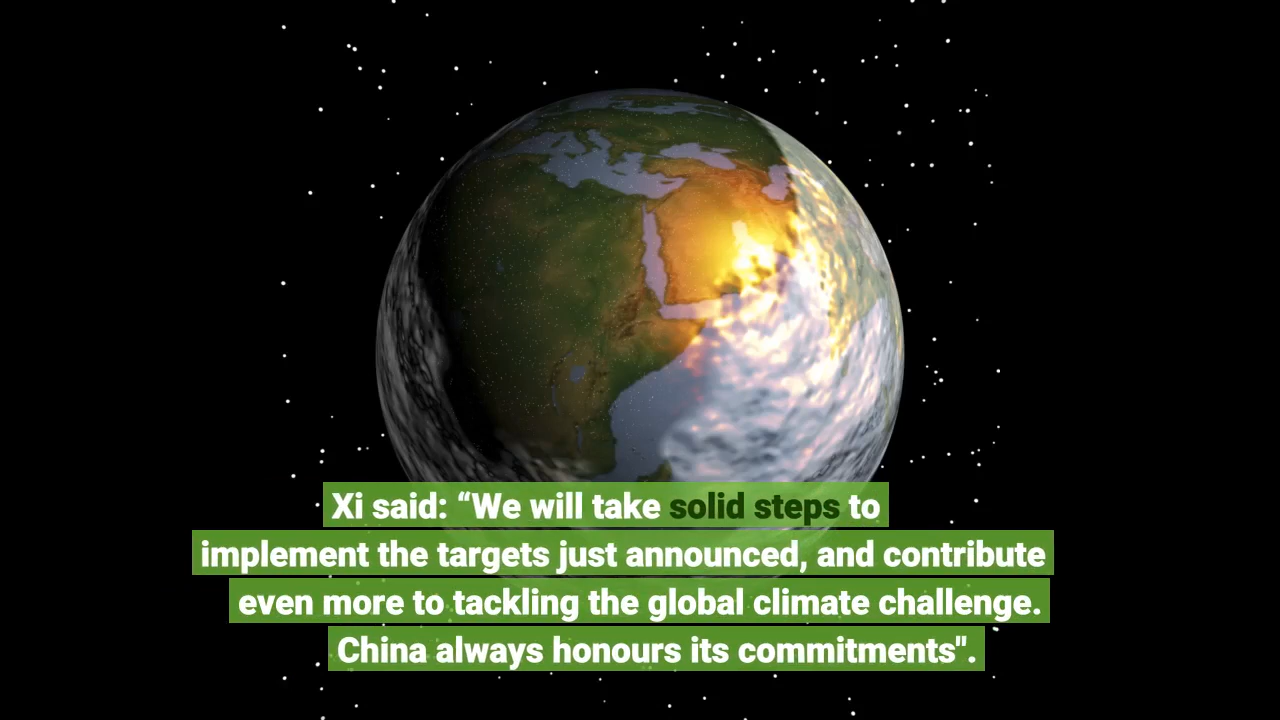 Xi said: “We will take solid steps to
implement the targets just announced, and contribute
even more to tackling the global climate challenge.
China always honours its commitments".